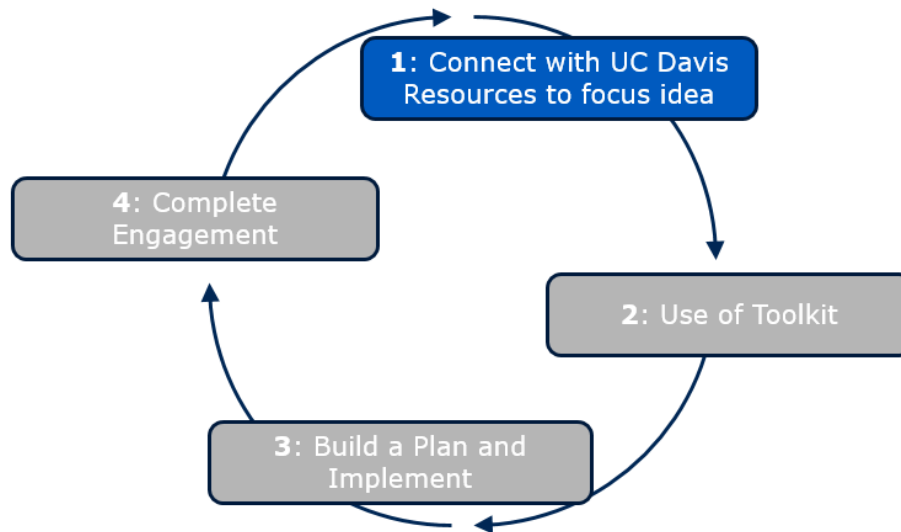 1: Connect with UC Davis
Resources to focus idea
2: Use of Toolkit
3: Build a Plan and
Implement
4: Complete
Engagement